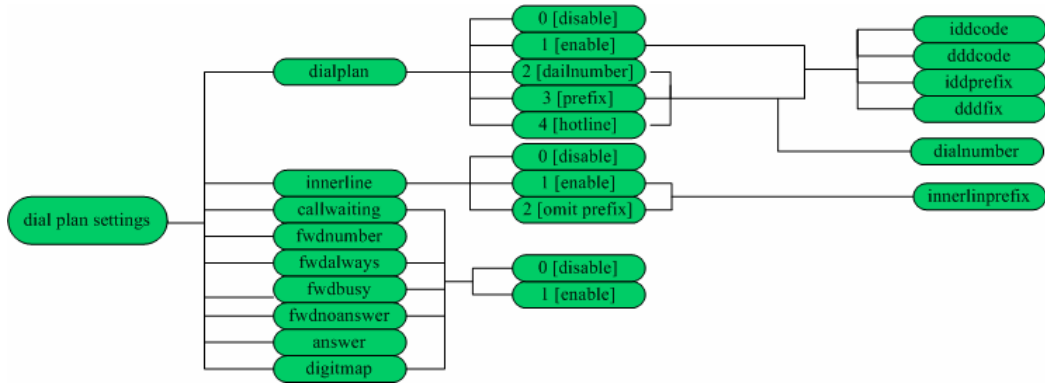 dial plan settings
dialplan
0 [disable]
1 [enable]
2 [dailnumber]
3 [prefix]
4 [hotline]
iddcode
dddcode
iddprefix
dddfix
dialnumber
innerline
0 [disable]
1 [enable]
2 [omit prefix]
innerlinprefix
callwaiting
fwdnumber
fwdalways
fwdbusy
fwdnoanswer
answer
digitmap
0 [disable]
1 [enable]